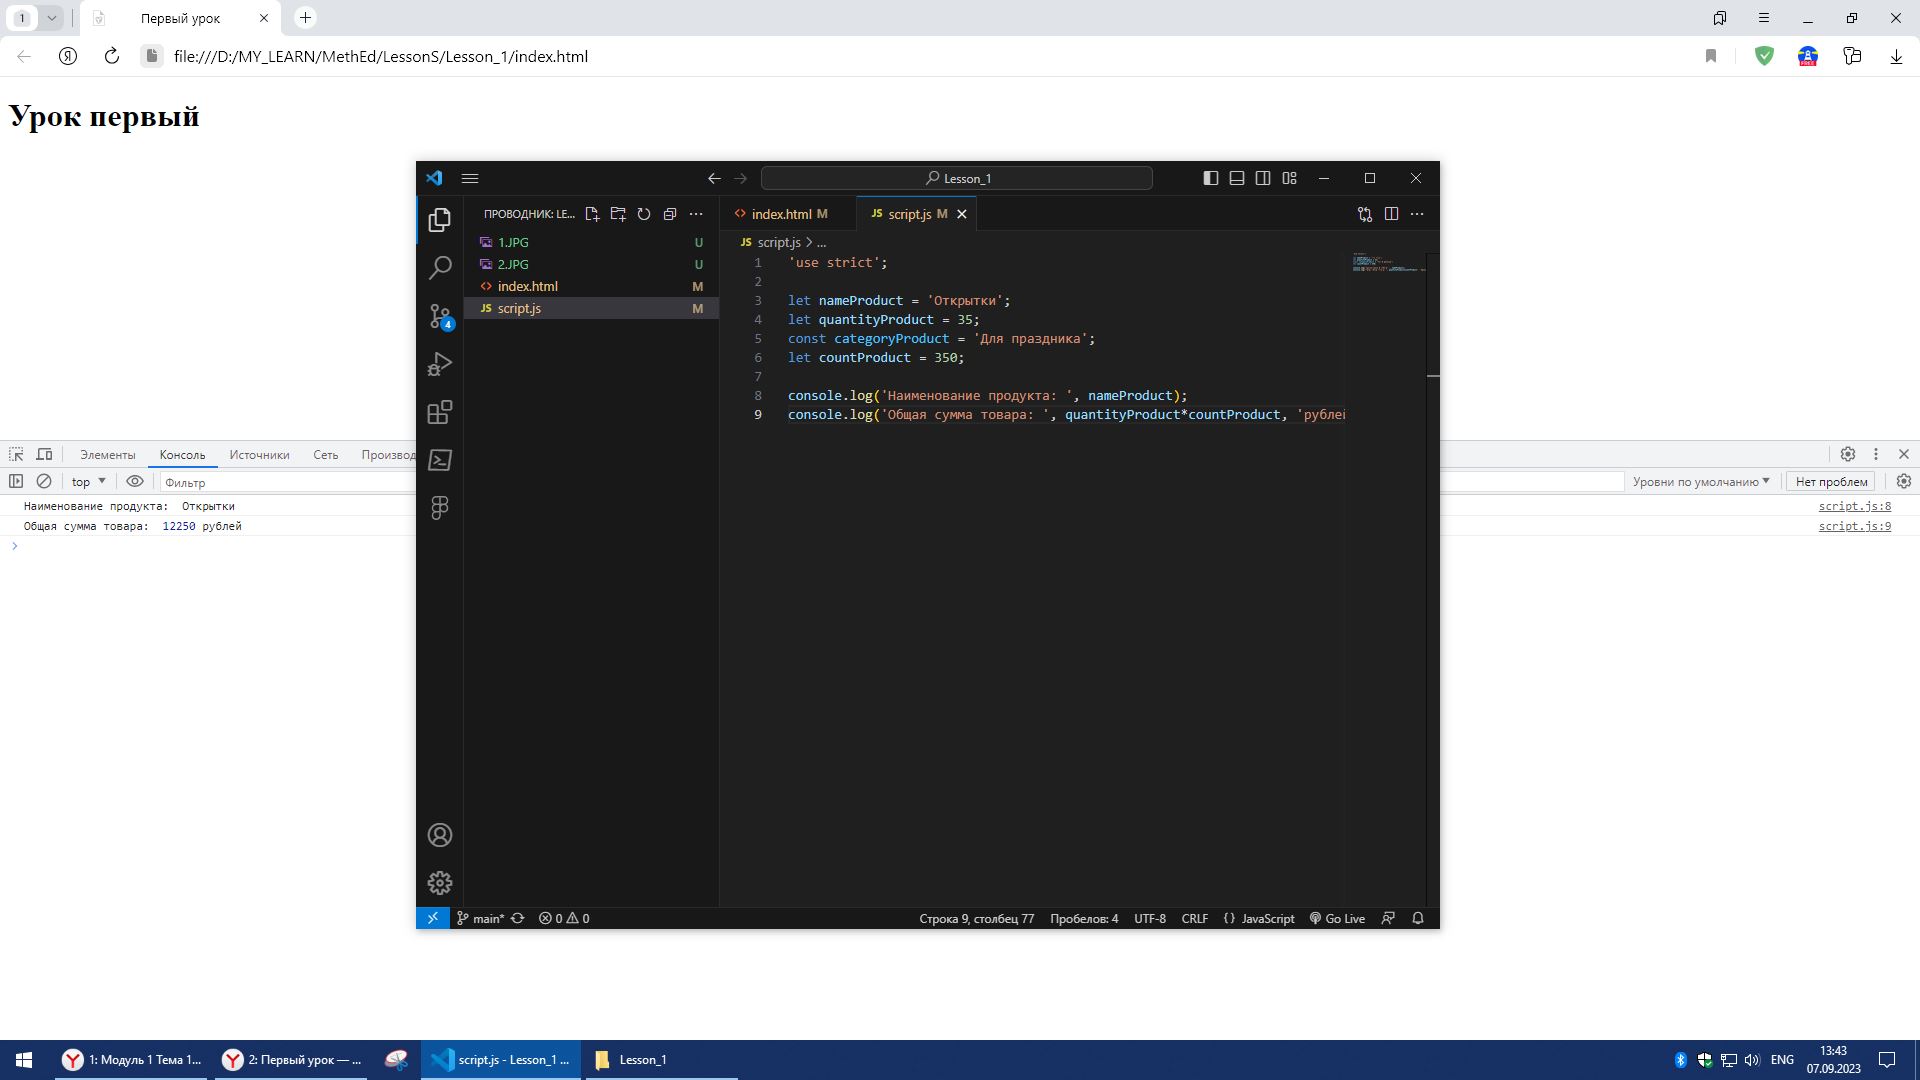 1
Первый урок
file:///D:/MY_LEARN/MethEd/LessonS/Lesson_1/index.html
FREE
Урок первый
Lesson_1
ПРОВОДНИК: LE...
1.JPG U
2.JPG U
index.html M
JS script.js M
4
index.html M
JS script.js M
JS script.js > ...
1 'use strict';
2
3 let nameProduct = 'Открытки';
4 let quantityProduct = 35;
5 const categoryProduct = 'Для праздника';
6 let countProduct = 350;
7
8 console.log('Наименование продукта: ', nameProduct);
9 console.log('Общая сумма товара: ', quantityProduct*countProduct, 'рублей
main* 0 0
Строка 9, столбец 77 Пробелов: 4 UTF-8 CRLF {} JavaScript Go Live
Элементы Консоль Источники Сеть Производ
top Фильтр Уровни по умолчанию Нет проблем
Наименование продукта: Открытки script.js:8
Общая сумма товара: 12250 рублей script.js:9
1: Модуль 1 Тема 1... 2: Первый урок — ... script.js - Lesson_1 ... Lesson_1
ENG
13:43
07.09.2023